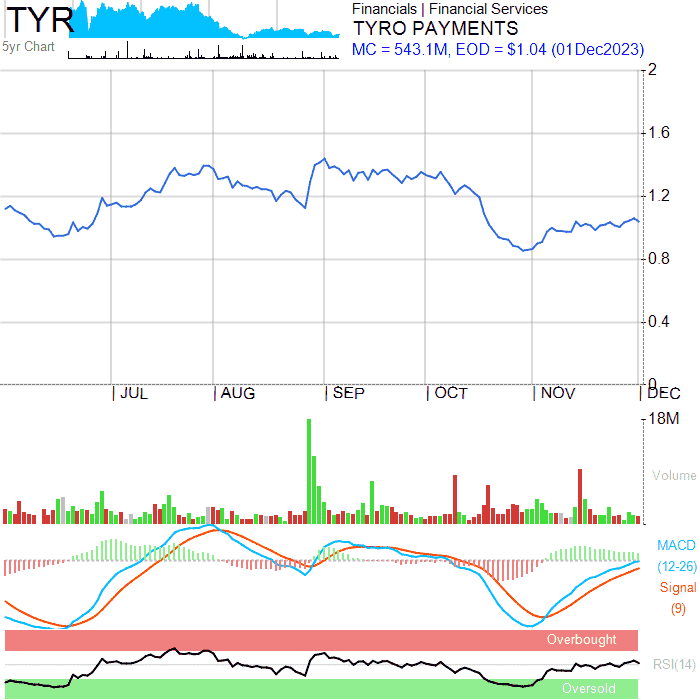 TYR
5yr Chart
Financials | Financial Services
TYRO PAYMENTS
MC = 543.1M, EOD = $1.04 (01Dec2023)
2
1.6
1.2
0.8
0.4
0
| JUL | AUG | SEP | OCT | NOV | DEC
18M
Volume
MACD
(12-26)
Signal
(9)
Overbought
RSI(14)
Oversold